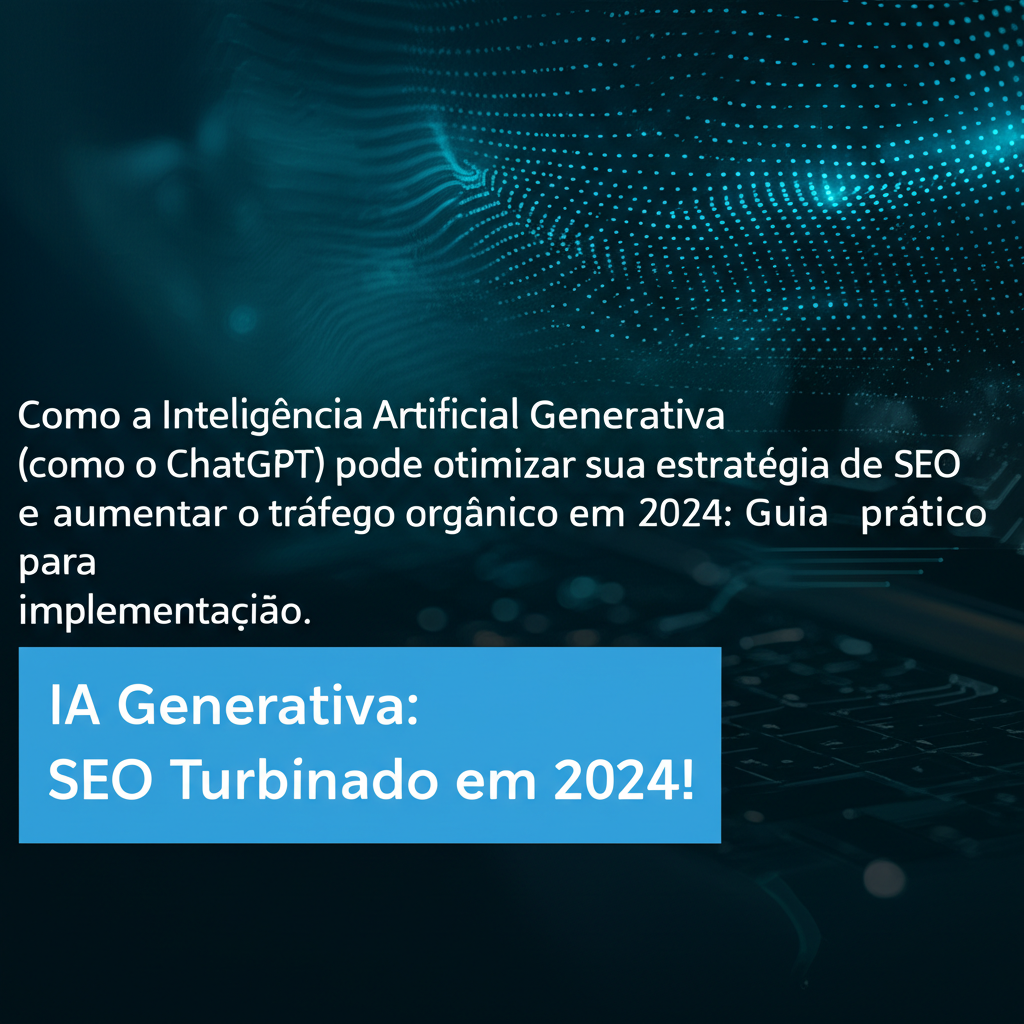 Como a Inteligência Artificial Generativa
(como o ChatGPT) pode otimizar sua estratégia de SEO
e aumentar o tráfego orgânico em 2024: Guia prático
para
implementaçião.
IA Generativa:
SEO Turbinado em 2024!